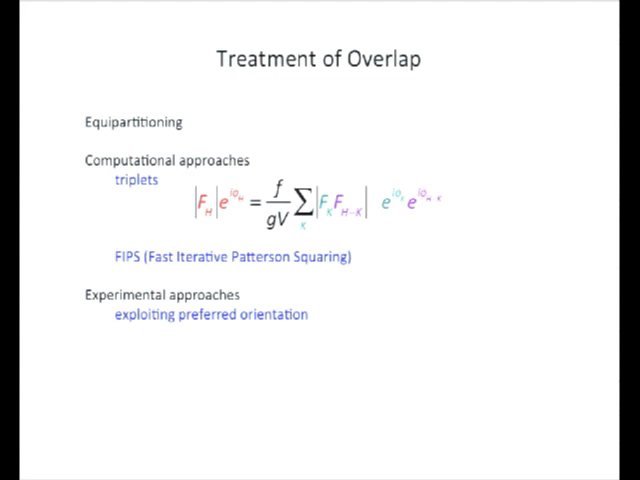 Treatment of Overlap
Equipartitioning
Computational approaches
triplets
|F_H| e^{iφ_H} = f/gV Σ_K |F_K F_{H-K}| e^{iφ_K} e^{iφ_{H-K}}
FIPS (Fast Iterative Patterson Squaring)
Experimental approaches
exploiting preferred orientation